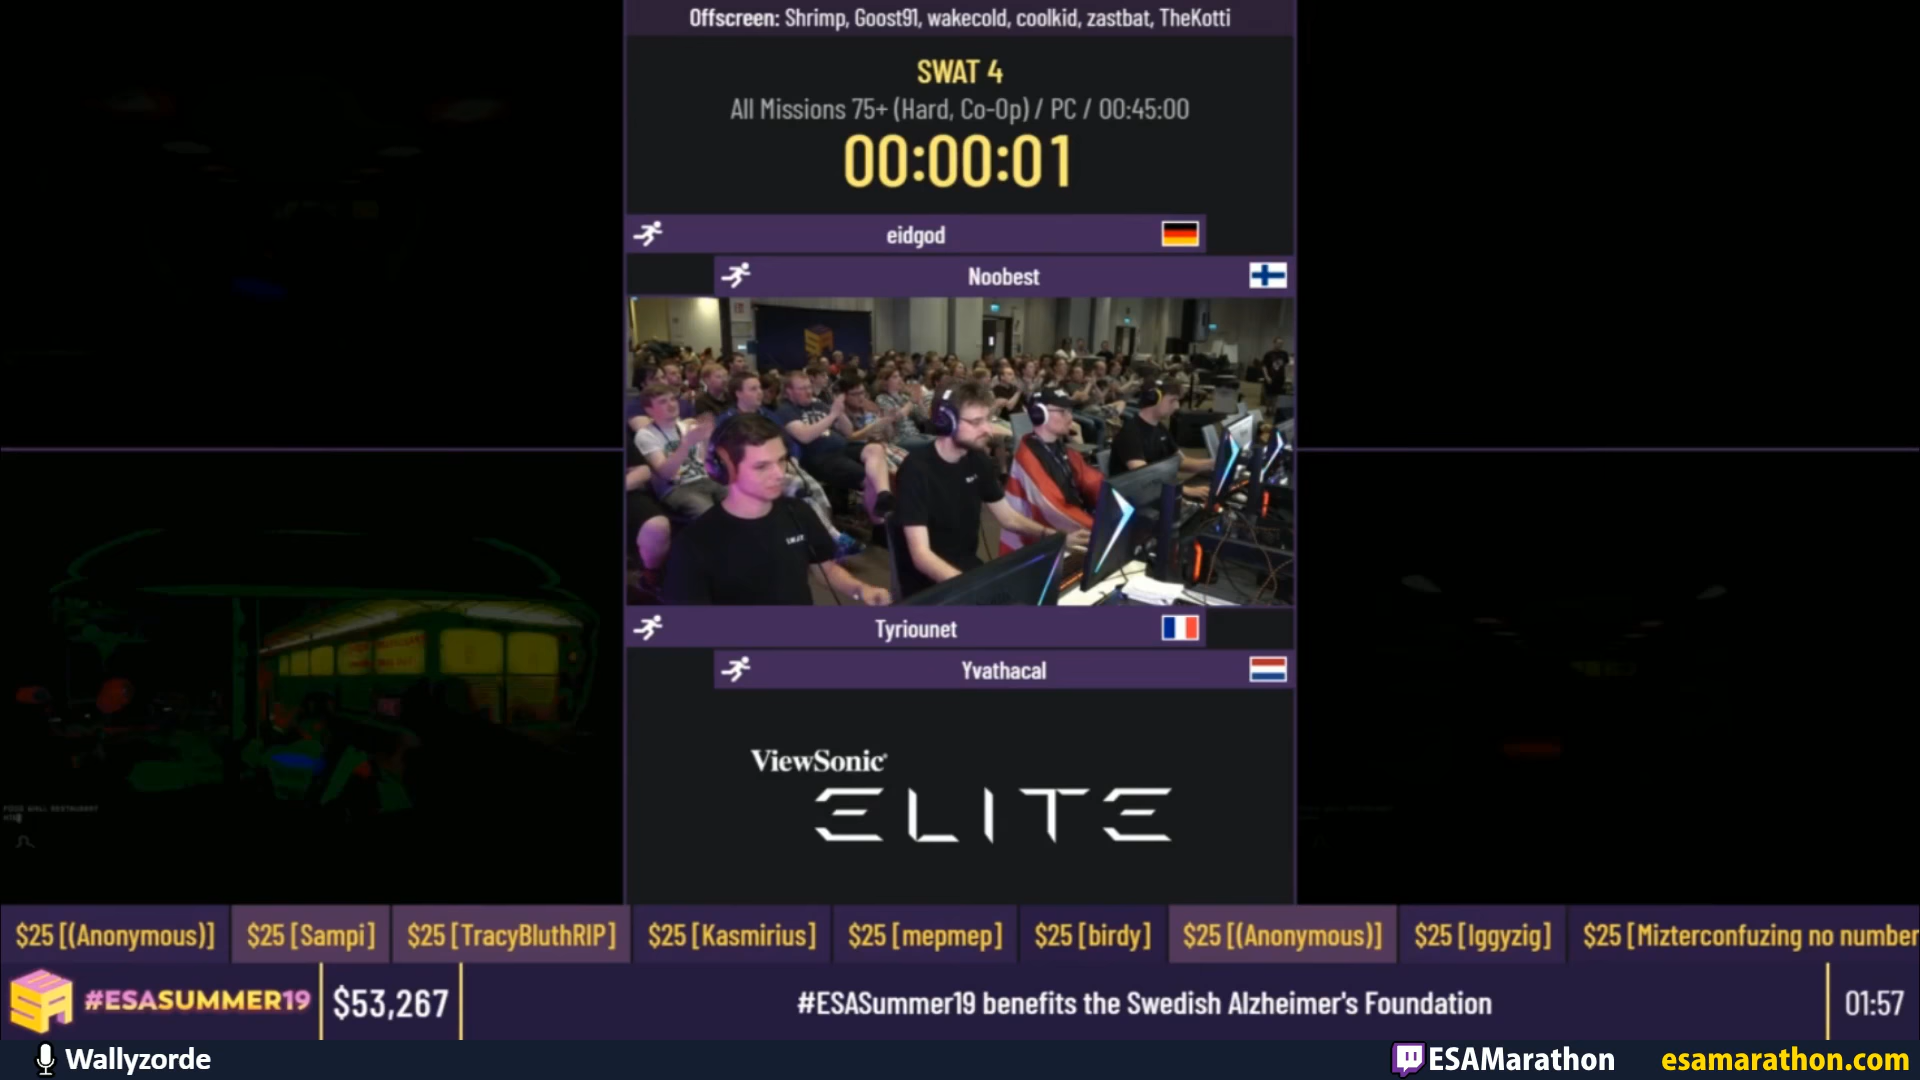 Offscreen: Shrimp, Goost91, wakecold, coolkid, zastbat, TheKotti
SWAT 4
All Missions 75+ (Hard, Co-Op) / PC / 00:45:00
00:00:01
eidgod
Noobest
Tyriounet
Yvathacal
ViewSonic
ELITE
FOOD WALL RESTAURANT
$25 [(Anonymous)] $25 [Sampi] $25 [TracyBluthRIP] $25 [Kasmirius] $25 [mepmep] $25 [birdy] $25 [(Anonymous)] $25 [Iggyzig] $25 [Mizterconfuzing no number
#ESASUMMER19 $53,267 #ESASummer19 benefits the Swedish Alzheimer's Foundation 01:57
Wallyzorde ESAMarathon esamarathon.com